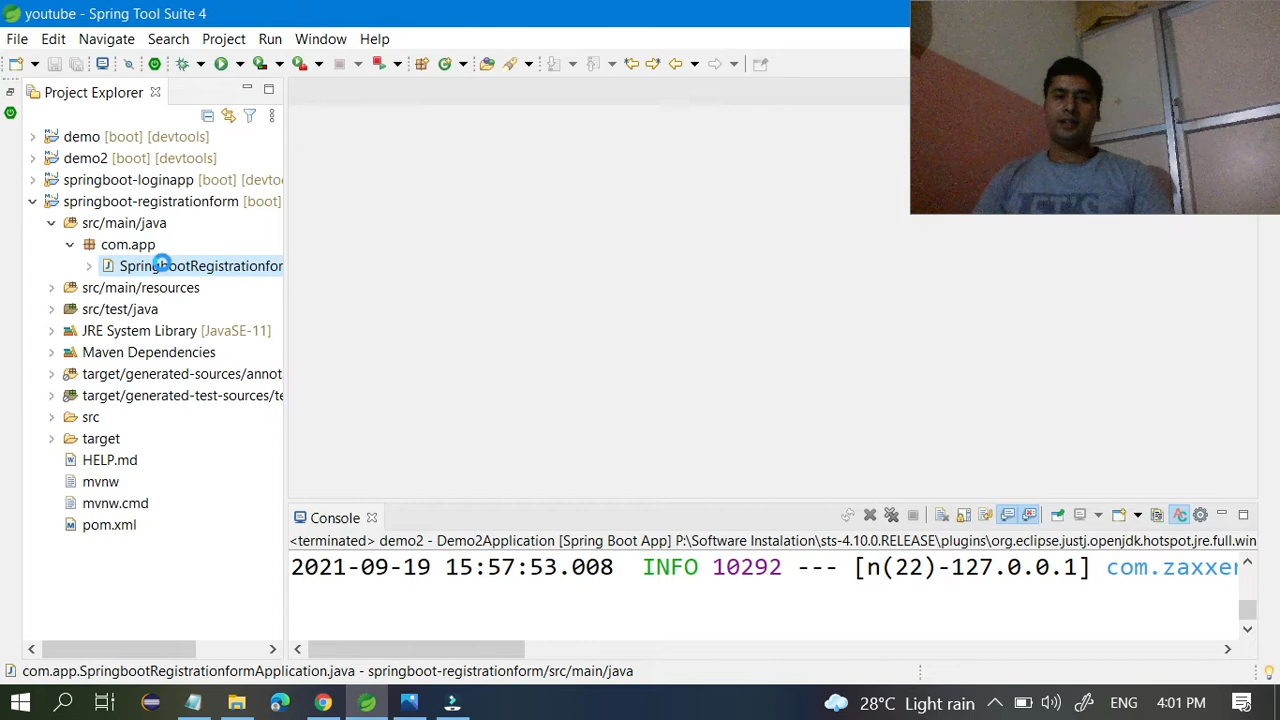 youtube - Spring Tool Suite 4
File Edit Navigate Search Project Run Window Help
Project Explorer
demo [boot] [devtools]
demo2 [boot] [devtools]
springboot-loginapp [boot] [devto
springboot-registrationform [boot]
src/main/java
com.app
SpringbootRegistrationfor
src/main/resources
src/test/java
JRE System Library [JavaSE-11]
Maven Dependencies
target/generated-sources/annot
target/generated-test-sources/te
src
target
HELP.md
mvnw
mvnw.cmd
pom.xml
Console
<terminated> demo2 - Demo2Application [Spring Boot App] P:\Software Instalation\sts-4.10.0.RELEASE\plugins\org.eclipse.justj.openjdk.hotspot.jre.full.win
2021-09-19 15:57:53.008 INFO 10292 --- [n(22)-127.0.0.1] com.zaxxer
com.app.SpringbootRegistrationformApplication.java - springboot-registrationform/src/main/java
28°C Light rain ENG 4:01 PM